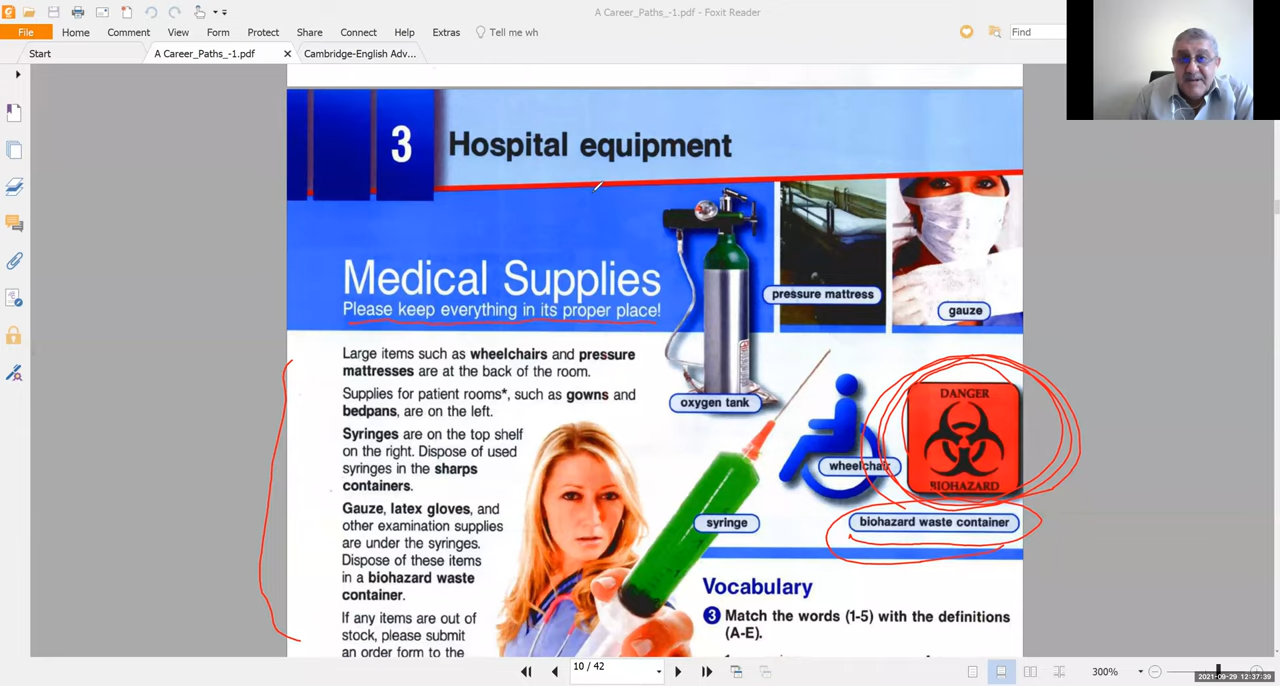 A Career_Paths_-1.pdf - Foxit Reader
File Home Comment View Form Protect Share Connect Help Extras Tell me wh Find
Start A Career_Paths_-1.pdf Cambridge-English Adv...
3 Hospital equipment
Medical Supplies
Please keep everything in its proper place!
pressure mattress
gauze
oxygen tank
wheelchair
DANGER
BIOHAZARD
syringe
biohazard waste container
Large items such as wheelchairs and pressure
mattresses are at the back of the room.
Supplies for patient rooms*, such as gowns and
bedpans, are on the left.
Syringes are on the top shelf
on the right. Dispose of used
syringes in the sharps
containers.
Gauze, latex gloves, and
other examination supplies
are under the syringes.
Dispose of these items
in a biohazard waste
container.
If any items are out of
stock, please submit
an order form to the
Vocabulary
3 Match the words (1-5) with the definitions
(A-E).
10 / 42
300%
2021-09-29 12:37:39